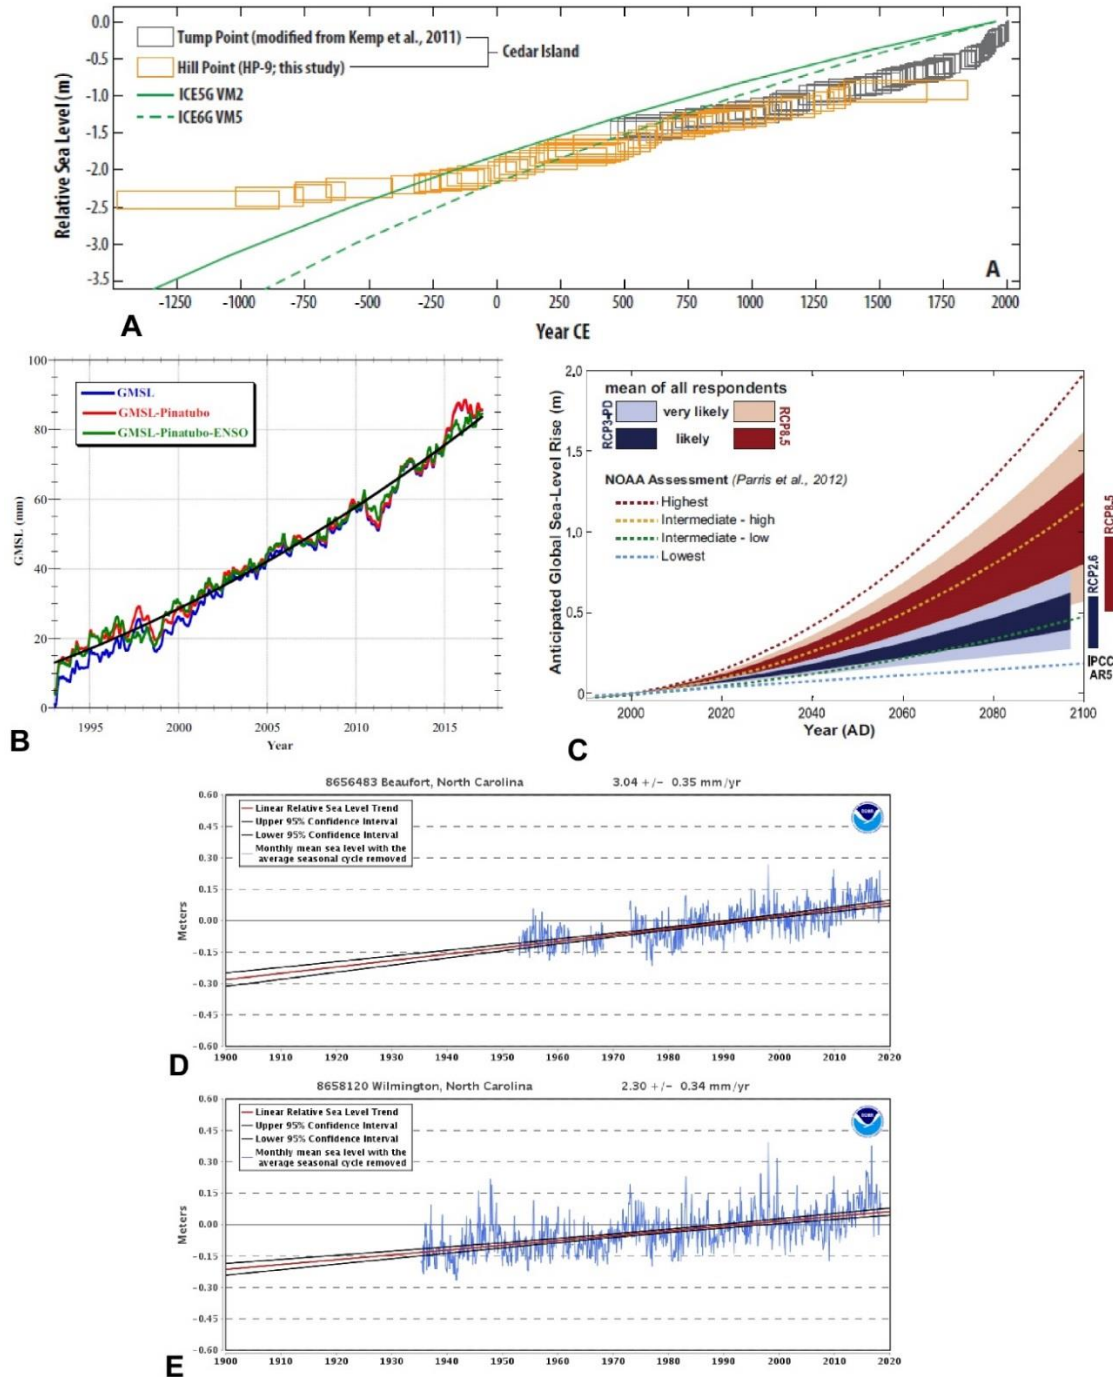 0.0
-0.5
-1.0
-1.5
-2.0
-2.5
-3.0
-3.5
Relative Sea Level (m)
Tump Point (modified from Kemp et al., 2011)
Cedar Island
Hill Point (HP-9; this study)
ICE5G VM2
ICE6G VM5
A
-1250 -1000 -750 -500 -250 0 250 500 750 1000 1250 1500 1750 2000
Year CE
A
100
80
60
40
20
0
GMSL (mm)
GMSL
GMSL-Pinatubo
GMSL-Pinatubo-ENSO
1995 2000 2005 2010 2015
Year
B
2.0
1.5
1.0
0.5
0
Anticipated Global Sea-Level Rise (m)
mean of all respondents
RCP3-PD
very likely
likely
RCP8.5
NOAA Assessment (Parris et al., 2012)
Highest
Intermediate - high
Intermediate - low
Lowest
RCP8.5
RCP2.6
IPCC
AR5
2000 2020 2040 2060 2080 2100
Year (AD)
C
8656483 Beaufort, North Carolina 3.04 +/- 0.35 mm/yr
0.60
0.45
0.30
0.15
0.00
-0.15
-0.30
-0.45
-0.60
Meters
Linear Relative Sea Level Trend
Upper 95% Confidence Interval
Lower 95% Confidence Interval
Monthly mean sea level with the
average seasonal cycle removed
1900 1910 1920 1930 1940 1950 1960 1970 1980 1990 2000 2010 2020
D
8658120 Wilmington, North Carolina 2.30 +/- 0.34 mm/yr
0.60
0.45
0.30
0.15
0.00
-0.15
-0.30
-0.45
-0.60
Meters
Linear Relative Sea Level Trend
Upper 95% Confidence Interval
Lower 95% Confidence Interval
Monthly mean sea level with the
average seasonal cycle removed
1900 1910 1920 1930 1940 1950 1960 1970 1980 1990 2000 2010 2020
E